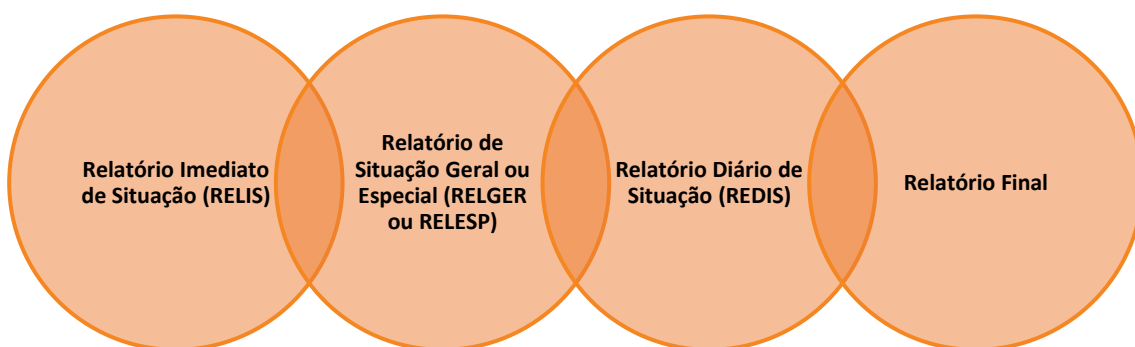 Relatório Imediato
de Situação (RELIS)
Relatório de
Situação Geral ou
Especial (RELGER
ou RELESP)
Relatório Diário de
Situação (REDIS)
Relatório Final